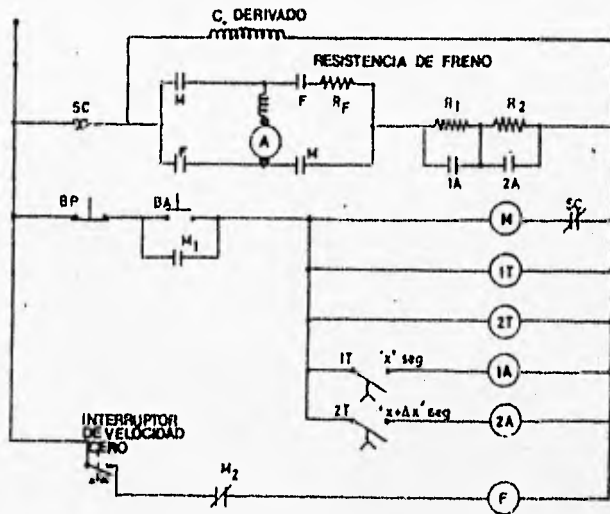 C. DERIVADO
RESISTENCIA DE FRENO
SC
M
F
RF
R1
R2
A
F
M
1A
2A
BP
BA
M1
M
SC
1T
2T
1T 'x' seg
1A
2T 'x+Δx' seg
2A
INTERRUPTOR
DE VELOCIDAD
M2
F